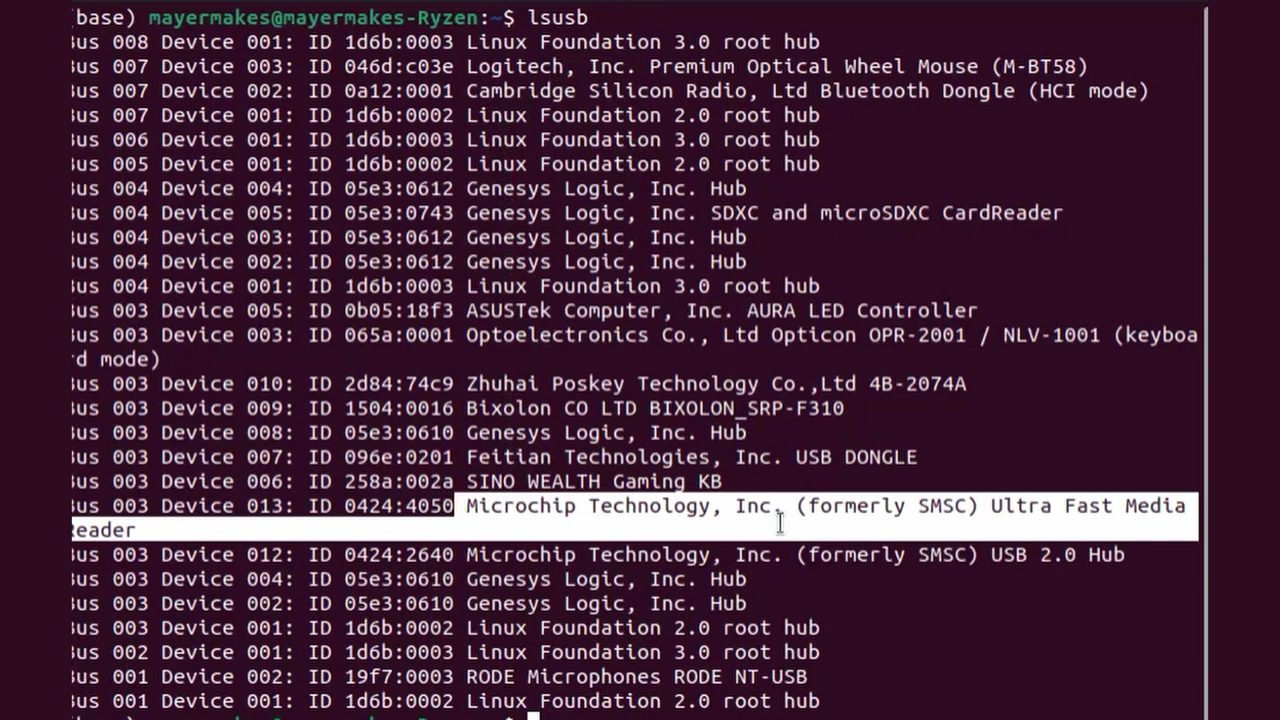 (base) mayermakes@mayermakes-Ryzen:~$ lsusb
Bus 008 Device 001: ID 1d6b:0003 Linux Foundation 3.0 root hub
Bus 007 Device 003: ID 046d:c03e Logitech, Inc. Premium Optical Wheel Mouse (M-BT58)
Bus 007 Device 002: ID 0a12:0001 Cambridge Silicon Radio, Ltd Bluetooth Dongle (HCI mode)
Bus 007 Device 001: ID 1d6b:0002 Linux Foundation 2.0 root hub
Bus 006 Device 001: ID 1d6b:0003 Linux Foundation 3.0 root hub
Bus 005 Device 001: ID 1d6b:0002 Linux Foundation 2.0 root hub
Bus 004 Device 004: ID 05e3:0612 Genesys Logic, Inc. Hub
Bus 004 Device 005: ID 05e3:0743 Genesys Logic, Inc. SDXC and microSDXC CardReader
Bus 004 Device 003: ID 05e3:0612 Genesys Logic, Inc. Hub
Bus 004 Device 002: ID 05e3:0612 Genesys Logic, Inc. Hub
Bus 004 Device 001: ID 1d6b:0003 Linux Foundation 3.0 root hub
Bus 003 Device 005: ID 0b05:18f3 ASUSTek Computer, Inc. AURA LED Controller
Bus 003 Device 003: ID 065a:0001 Optoelectronics Co., Ltd Opticon OPR-2001 / NLV-1001 (keyboa
rd mode)
Bus 003 Device 010: ID 2d84:74c9 Zhuhai Poskey Technology Co.,Ltd 4B-2074A
Bus 003 Device 009: ID 1504:0016 Bixolon CO LTD BIXOLON_SRP-F310
Bus 003 Device 008: ID 05e3:0610 Genesys Logic, Inc. Hub
Bus 003 Device 007: ID 096e:0201 Feitian Technologies, Inc. USB DONGLE
Bus 003 Device 006: ID 258a:002a SINO WEALTH Gaming KB
Bus 003 Device 013: ID 0424:4050 Microchip Technology, Inc. (formerly SMSC) Ultra Fast Media
Reader
Bus 003 Device 012: ID 0424:2640 Microchip Technology, Inc. (formerly SMSC) USB 2.0 Hub
Bus 003 Device 004: ID 05e3:0610 Genesys Logic, Inc. Hub
Bus 003 Device 002: ID 05e3:0610 Genesys Logic, Inc. Hub
Bus 003 Device 001: ID 1d6b:0002 Linux Foundation 2.0 root hub
Bus 002 Device 001: ID 1d6b:0003 Linux Foundation 3.0 root hub
Bus 001 Device 002: ID 19f7:0003 RODE Microphones RODE NT-USB
Bus 001 Device 001: ID 1d6b:0002 Linux Foundation 2.0 root hub